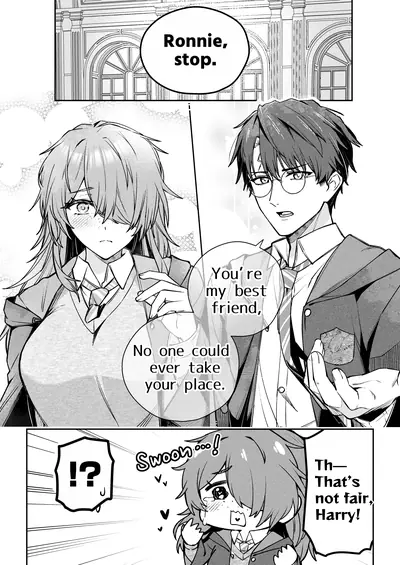 Ronnie,
stop.
You're
my best
friend,
No one could
ever take
your place.
Swoon...!
Th—
That's
not fair,
Harry!
!?